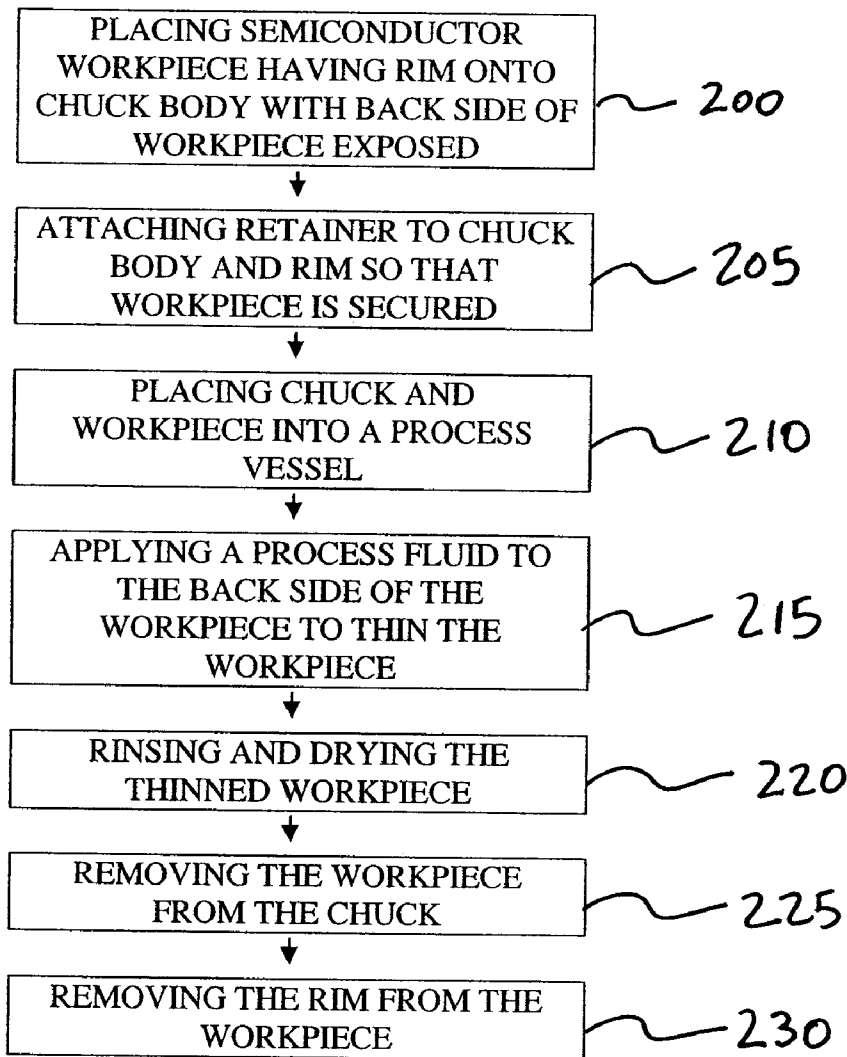 PLACING SEMICONDUCTOR
WORKPIECE HAVING RIM ONTO
CHUCK BODY WITH BACK SIDE OF
WORKPIECE EXPOSED
200
ATTACHING RETAINER TO CHUCK
BODY AND RIM SO THAT
WORKPIECE IS SECURED
205
PLACING CHUCK AND
WORKPIECE INTO A PROCESS
VESSEL
210
APPLYING A PROCESS FLUID TO
THE BACK SIDE OF THE
WORKPIECE TO THIN THE
WORKPIECE
215
RINSING AND DRYING THE
THINNED WORKPIECE
220
REMOVING THE WORKPIECE
FROM THE CHUCK
225
REMOVING THE RIM FROM THE
WORKPIECE
230